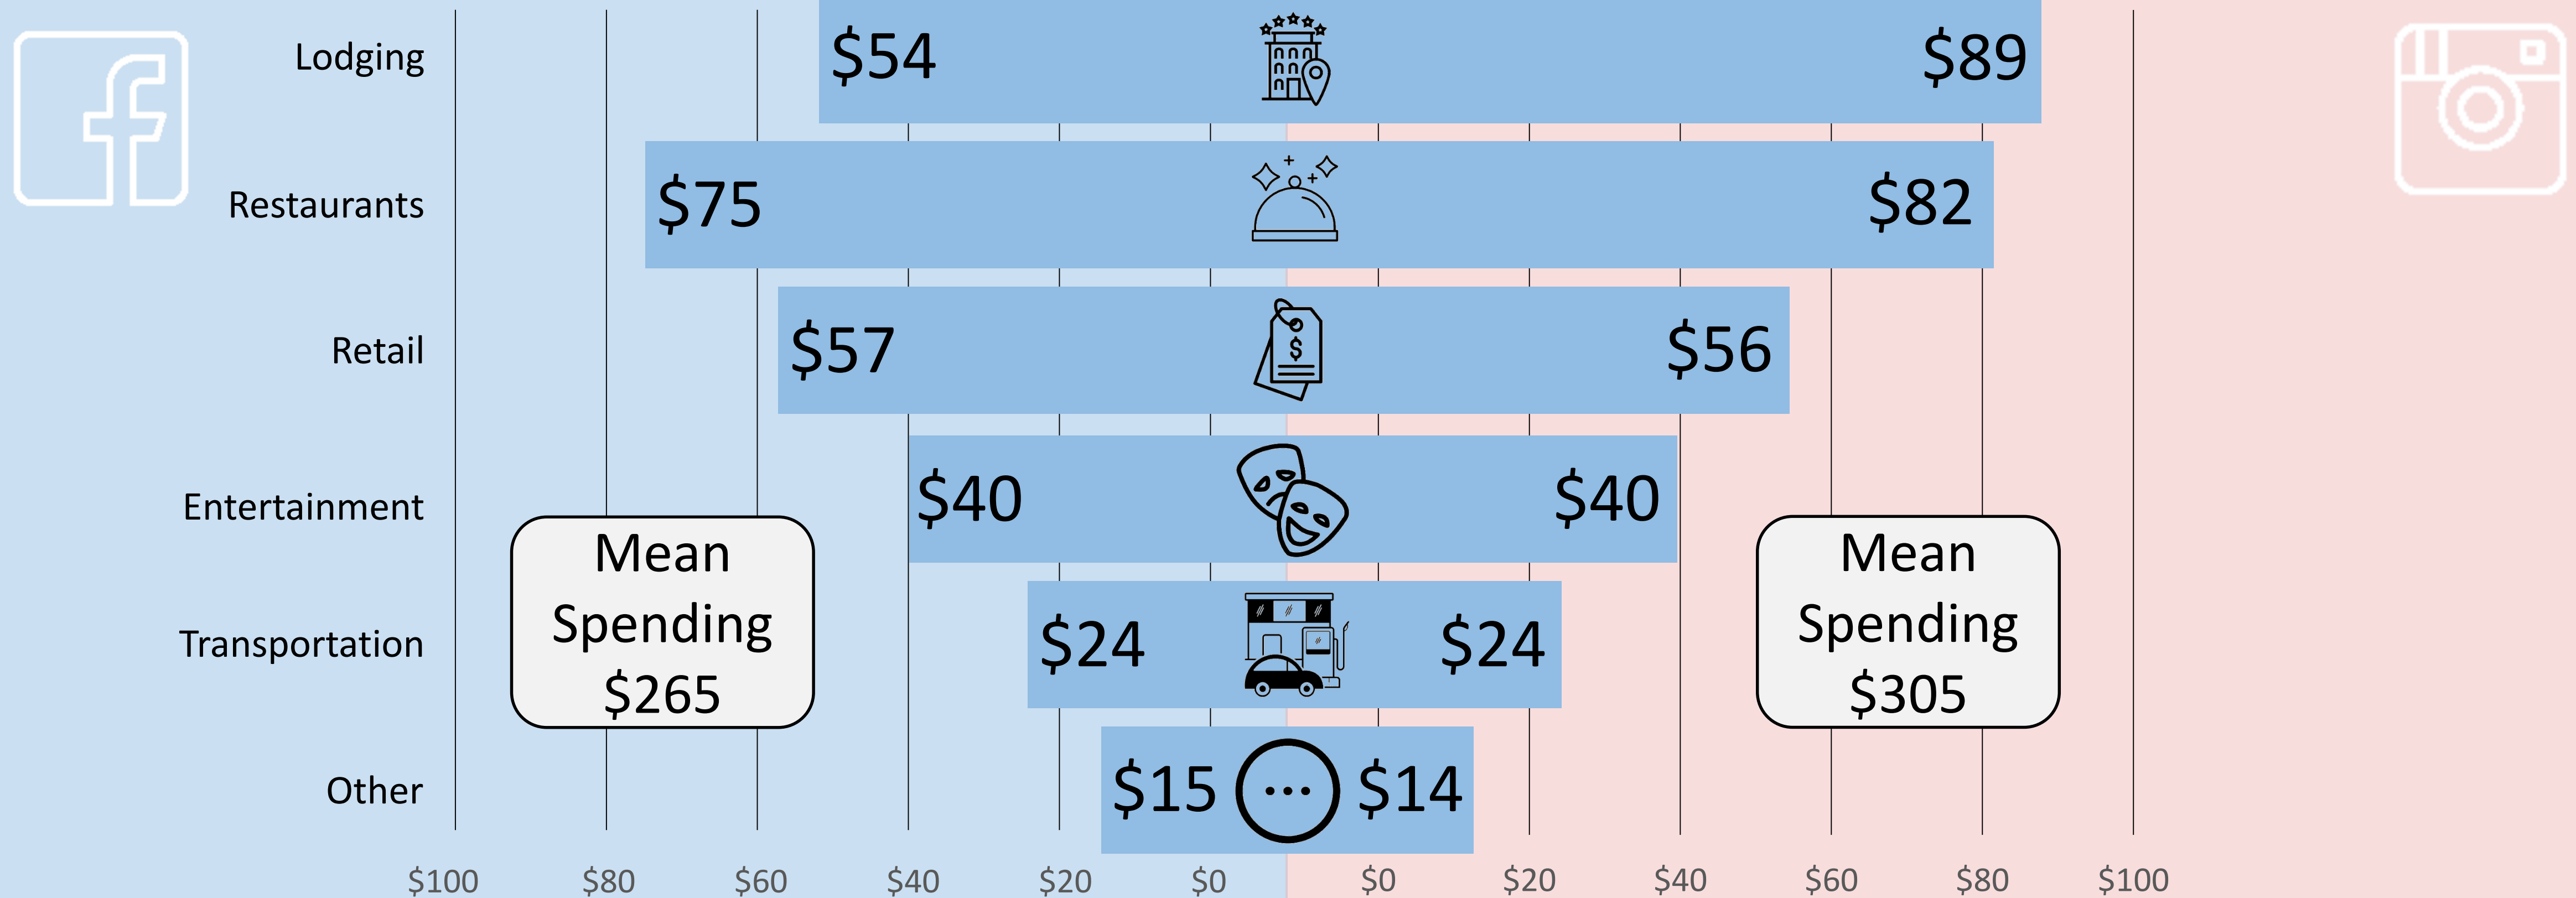 Lodging $54 $89
Restaurants $75 $82
Retail $57 $ $56
Entertainment $40 $40
Mean
Spending
$265
Mean
Spending
$305
Transportation $24 $24
Other $15 $14
$100 $80 $60 $40 $20 $0 $0 $20 $40 $60 $80 $100